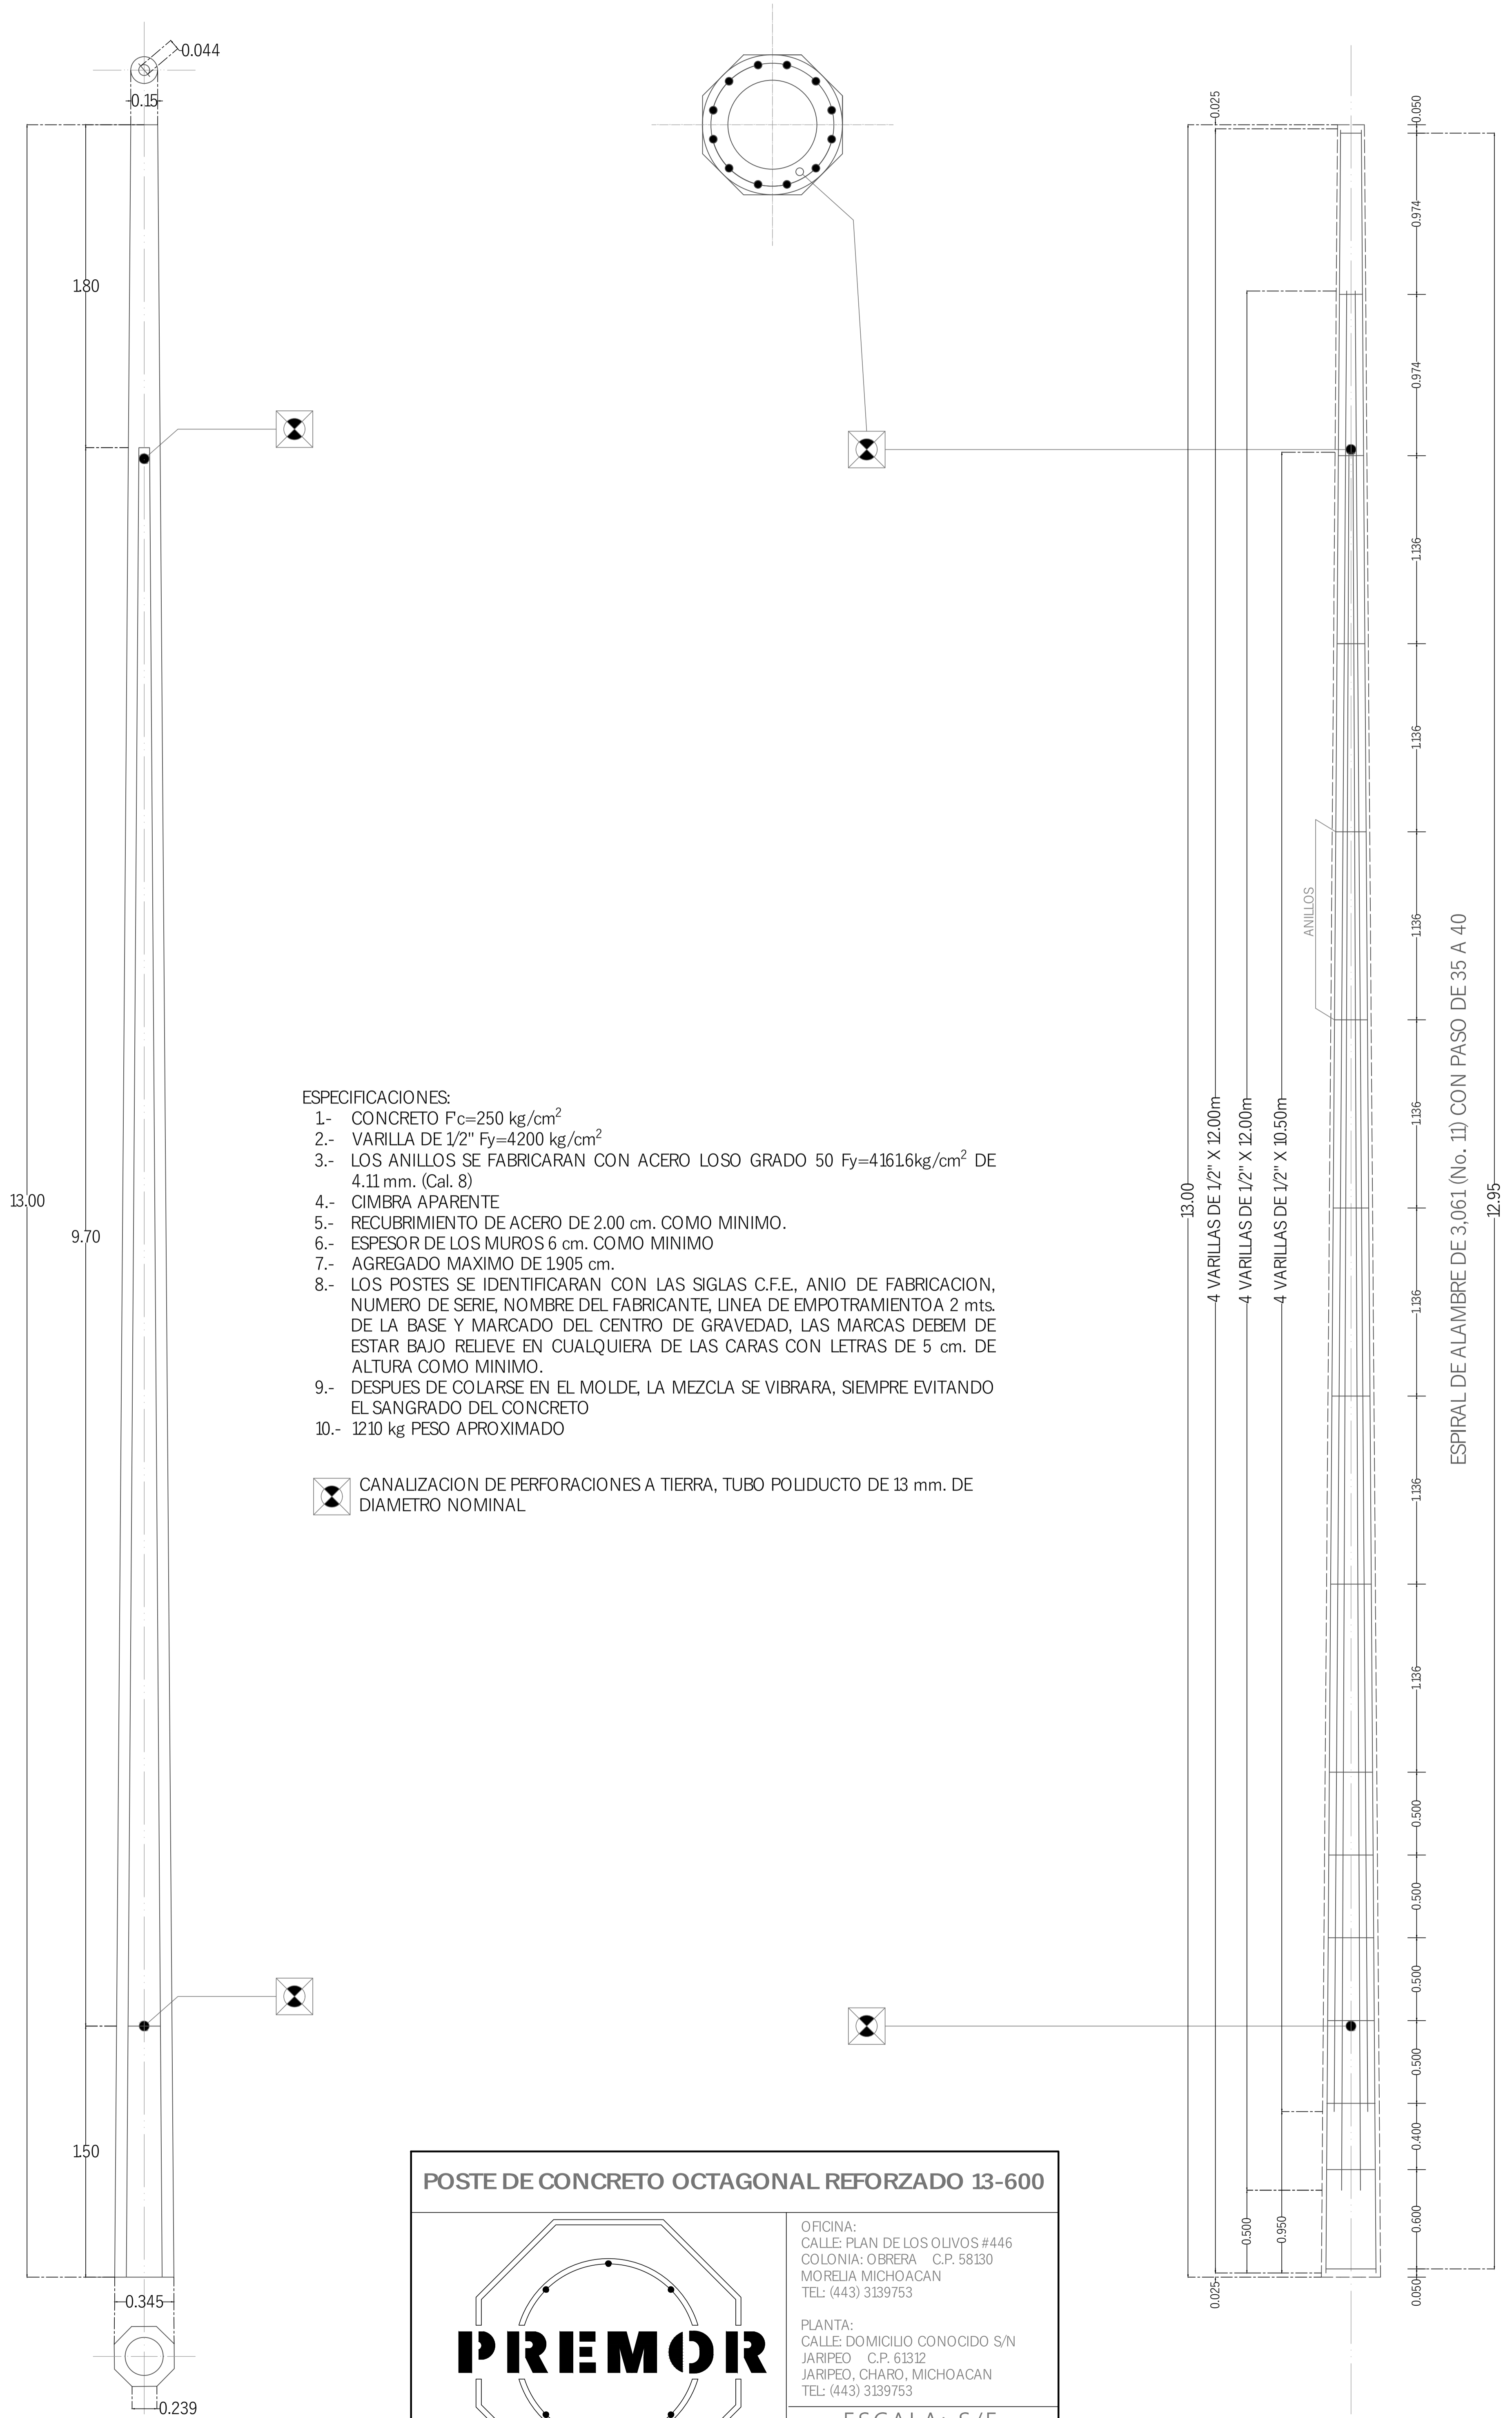 0.044
0.15
1.80
13.00
9.70
1.50
0.345
0.239
ESPECIFICACIONES:
1.- CONCRETO F'c=250 kg/cm²
2.- VARILLA DE 1/2" Fy=4200 kg/cm²
3.- LOS ANILLOS SE FABRICARAN CON ACERO LOSO GRADO 50 Fy=4161.6kg/cm² DE
4.11 mm. (Cal. 8)
4.- CIMBRA APARENTE
5.- RECUBRIMIENTO DE ACERO DE 2.00 cm. COMO MINIMO.
6.- ESPESOR DE LOS MUROS 6 cm. COMO MINIMO
7.- AGREGADO MAXIMO DE 1.905 cm.
8.- LOS POSTES SE IDENTIFICARAN CON LAS SIGLAS C.F.E., ANIO DE FABRICACION,
NUMERO DE SERIE, NOMBRE DEL FABRICANTE, LINEA DE EMPOTRAMIENTOA 2 mts.
DE LA BASE Y MARCADO DEL CENTRO DE GRAVEDAD, LAS MARCAS DEBEM DE
ESTAR BAJO RELIEVE EN CUALQUIERA DE LAS CARAS CON LETRAS DE 5 cm. DE
ALTURA COMO MINIMO.
9.- DESPUES DE COLARSE EN EL MOLDE, LA MEZCLA SE VIBRARA, SIEMPRE EVITANDO
EL SANGRADO DEL CONCRETO
10.- 1210 kg PESO APROXIMADO
CANALIZACION DE PERFORACIONES A TIERRA, TUBO POLIDUCTO DE 13 mm. DE
DIAMETRO NOMINAL
13.00
0.025
4 VARILLAS DE 1/2" X 12.00m
0.025
4 VARILLAS DE 1/2" X 12.00m
0.500
4 VARILLAS DE 1/2" X 10.50m
0.950
ANILLOS
0.050
0.974
0.974
1.136
1.136
1.136
1.136
1.136
1.136
1.136
0.500
0.500
0.500
0.500
0.400
0.600
0.050
ESPIRAL DE ALAMBRE DE 3,061 (No. 11) CON PASO DE 35 A 40
12.95
POSTE DE CONCRETO OCTAGONAL REFORZADO 13-600
PREMOR
OFICINA:
CALLE: PLAN DE LOS OLIVOS #446
COLONIA: OBRERA C.P. 58130
MORELIA MICHOACAN
TEL: (443) 3139753
PLANTA:
CALLE: DOMICILIO CONOCIDO S/N
JARIPEO C.P. 61312
JARIPEO, CHARO, MICHOACAN
TEL: (443) 3139753